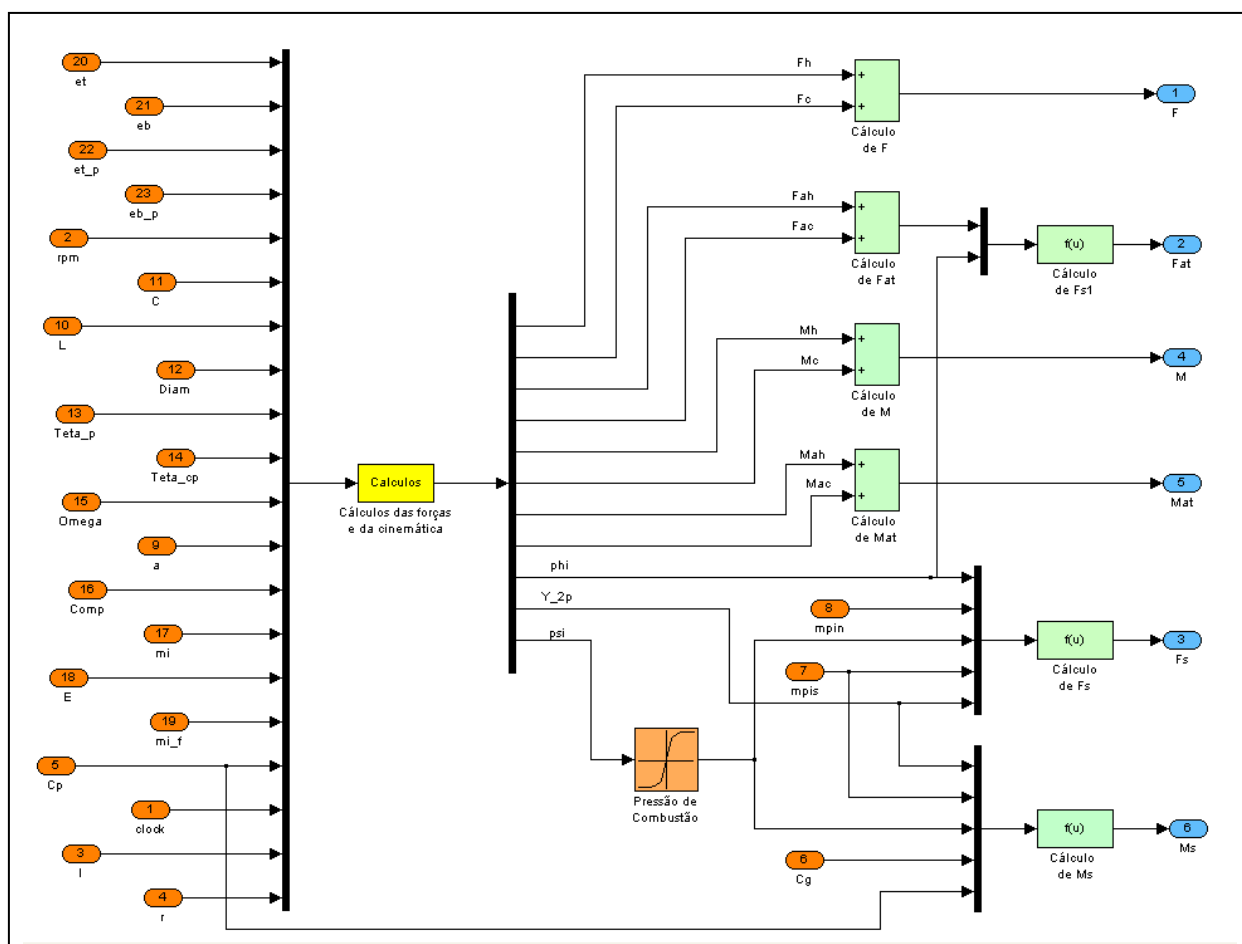 20
et
21
eb
22
et_p
23
eb_p
2
rpm
11
C
10
L
12
Diam
13
Teta_p
14
Teta_cp
15
Omega
9
a
16
Comp
17
mi
18
E
19
mi_f
5
Cp
1
clock
3
I
4
r
Calculos
Cálculos das forças
e da cinemática
Fh
Fc
Fah
Fac
Mh
Mc
Mah
Mac
phi
Y_2p
psi
+
+
Cálculo
de F
+
+
Cálculo
de Fat
+
+
Cálculo
de M
+
+
Cálculo
de Mat
8
mpin
7
mpis
Pressão de
Combustão
6
Cg
f(u)
Cálculo
de Fs1
f(u)
Cálculo
de Fs
f(u)
Cálculo
de Ms
1
F
2
Fat
4
M
5
Mat
3
Fs
6
Ms